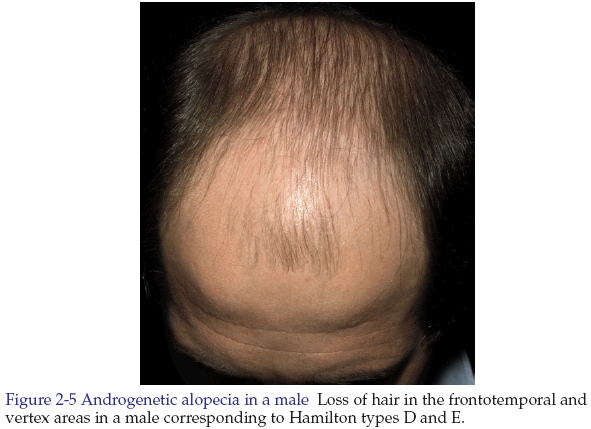 Figure 2-5 Androgenetic alopecia in a male Loss of hair in the frontotemporal and
vertex areas in a male corresponding to Hamilton types D and E.